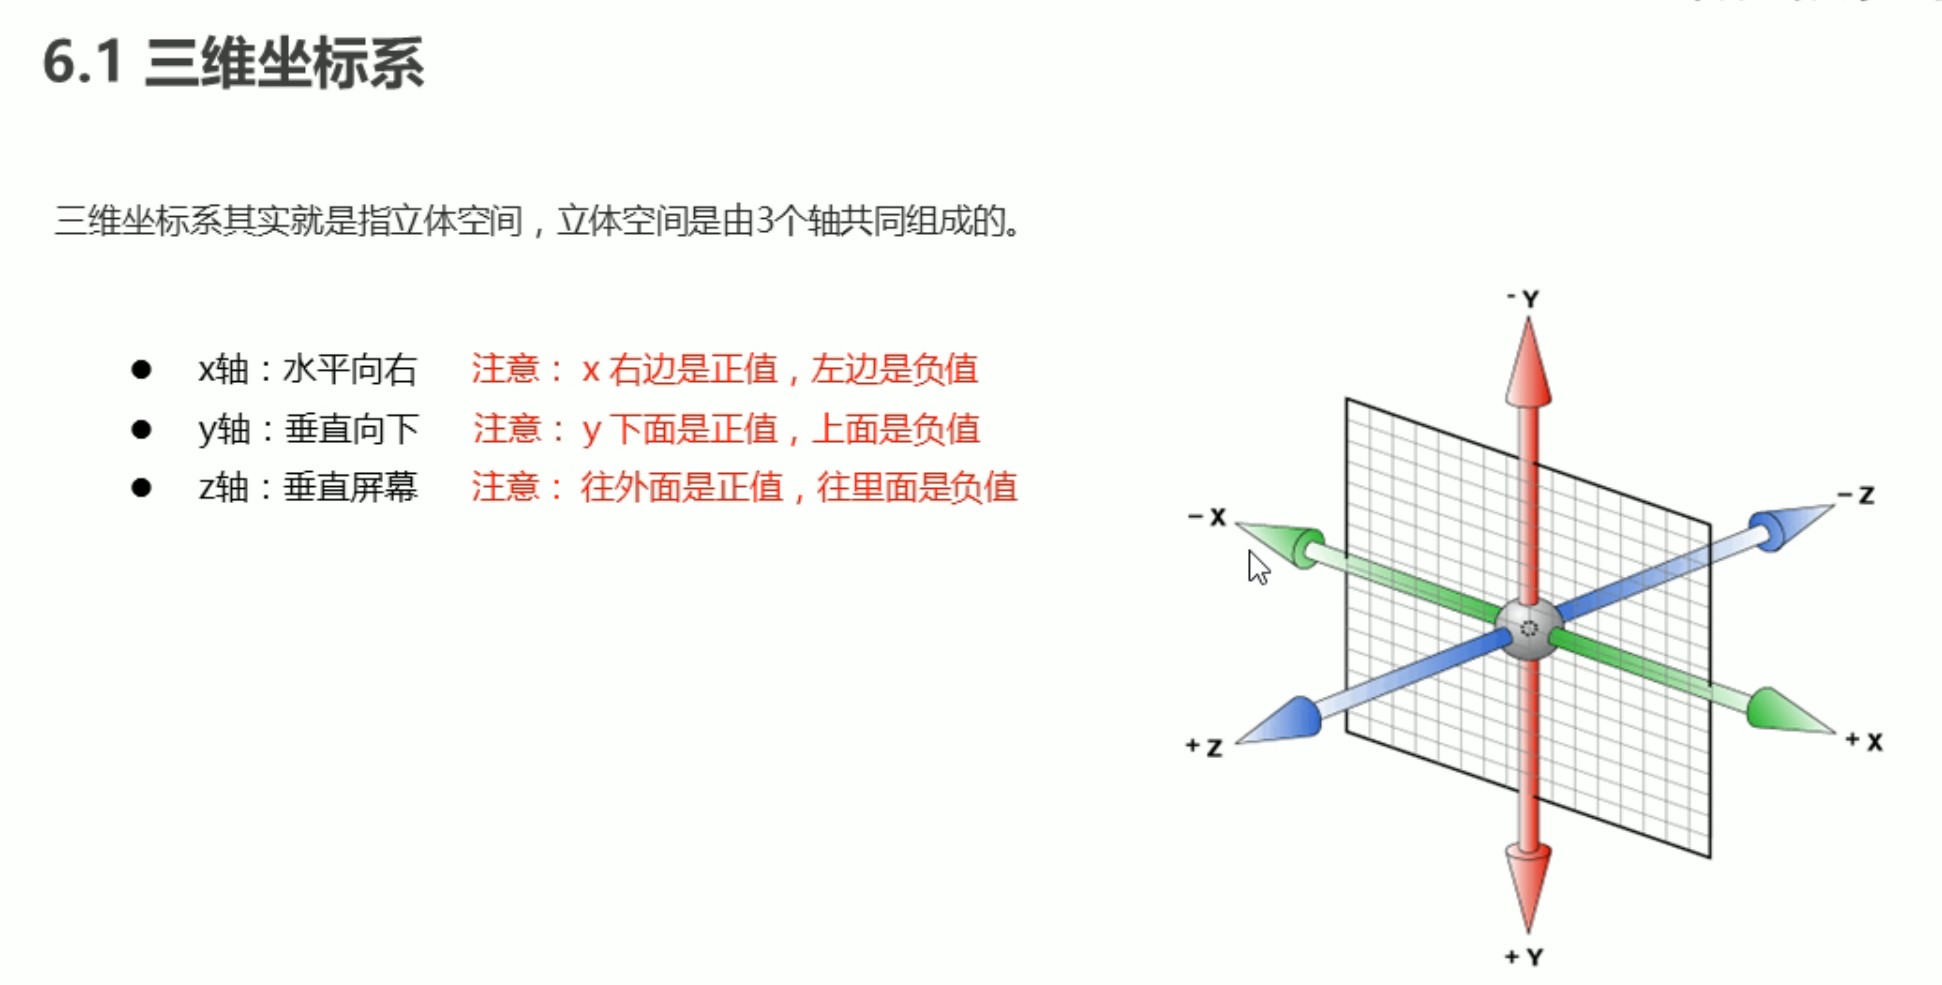 6.1 三维坐标系
三维坐标系其实就是指立体空间，立体空间是由3个轴共同组成的。
● x轴：水平向右 注意： x 右边是正值，左边是负值
● y轴：垂直向下 注意： y 下面是正值，上面是负值
● z轴：垂直屏幕 注意： 往外面是正值，往里面是负值
- Y
- Z
- X
+ Z
+ X
+ Y